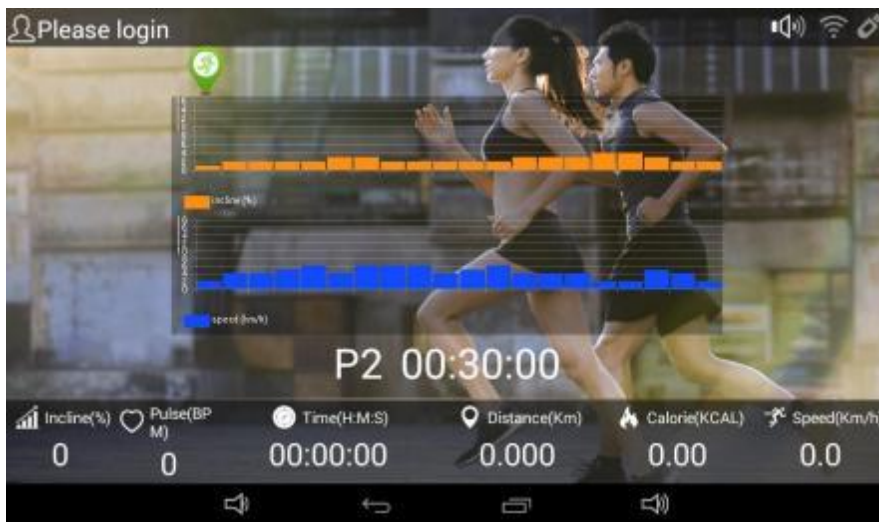 Please login
incline(%)
speed(km/h)
P2 00:30:00
Incline(%)
0
Pulse(BP
M)
0
Time(H:M:S)
00:00:00
Distance(Km)
0.000
Calorie(KCAL)
0.00
Speed(Km/h
0.0